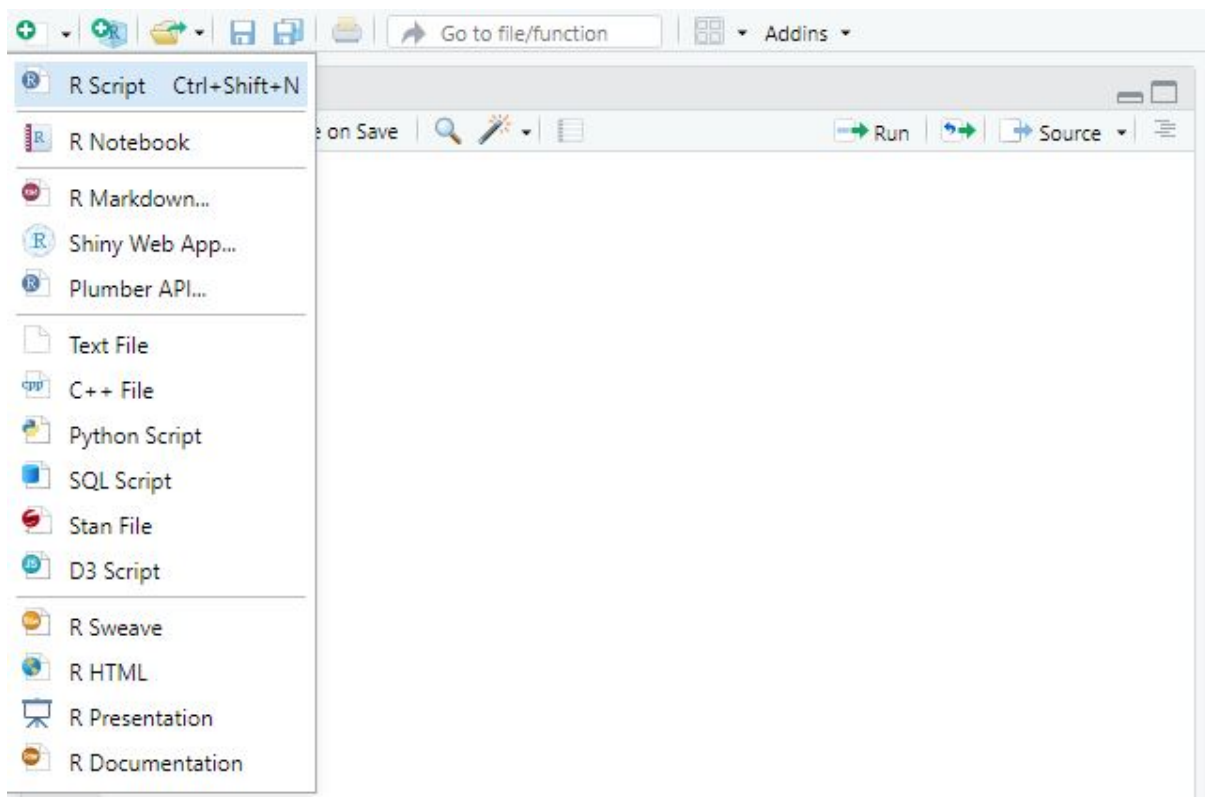 Go to file/function Addins
R Script Ctrl+Shift+N
e on Save Run Source
R Notebook
R Markdown...
Shiny Web App...
Plumber API...
Text File
C++ File
Python Script
SQL Script
Stan File
D3 Script
R Sweave
R HTML
R Presentation
R Documentation